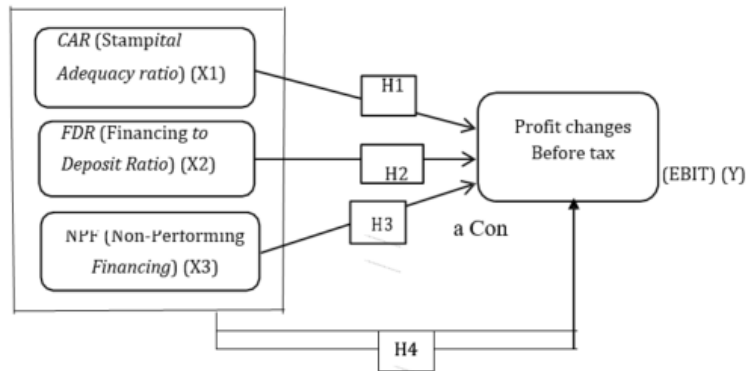 CAR (Stampital
Adequacy ratio) (X1)
H1
FDR (Financing to
Deposit Ratio) (X2)
H2
Profit changes
Before tax
(EBIT) (Y)
NPF (Non-Performing
Financing) (X3)
H3
a Con
H4